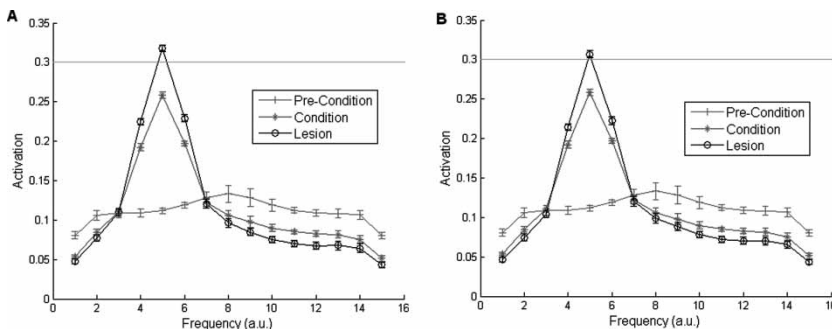 A
0.35
0.3
0.25
0.2
0.15
0.1
0.05
0
Activation
Pre-Condition
Condition
Lesion
0 2 4 6 8 10 12 14 16
Frequency (a.u.)
B
0.35
0.3
0.25
0.2
0.15
0.1
0.05
0
Activation
Pre-Condition
Condition
Lesion
0 2 4 6 8 10 12 14 16
Frequency (a.u.)